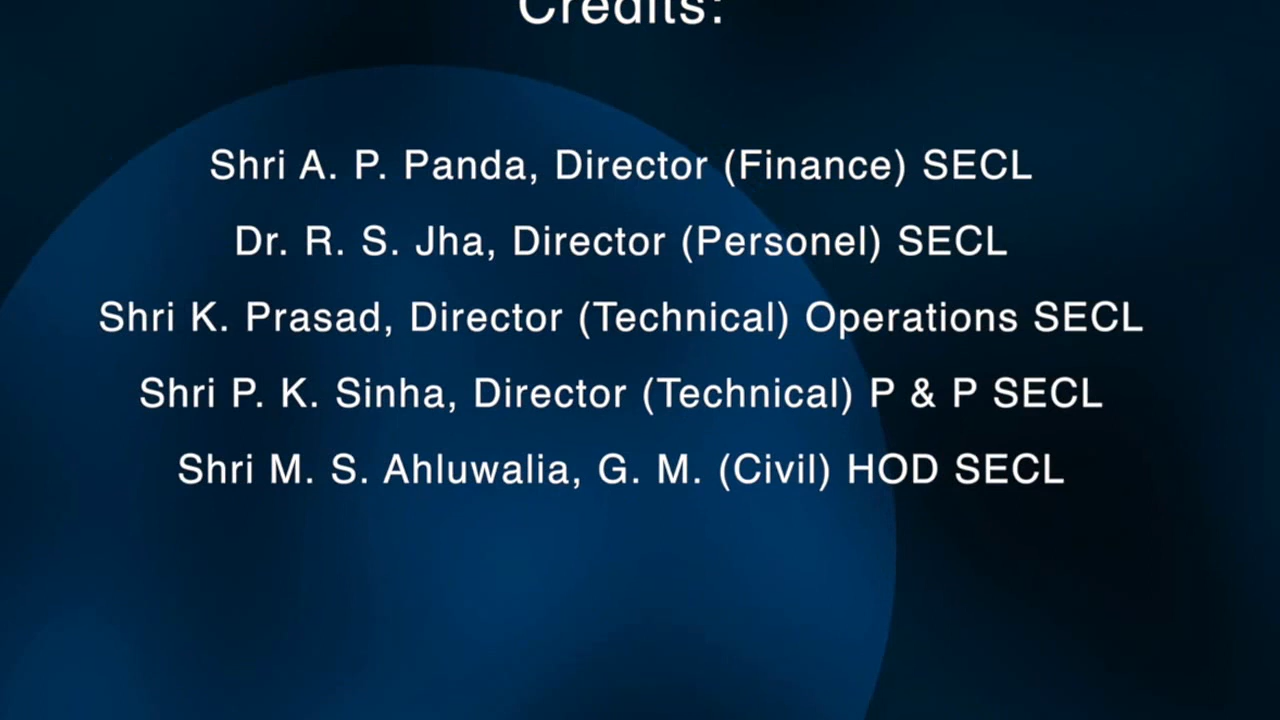 Credits:
Shri A. P. Panda, Director (Finance) SECL
Dr. R. S. Jha, Director (Personel) SECL
Shri K. Prasad, Director (Technical) Operations SECL
Shri P. K. Sinha, Director (Technical) P & P SECL
Shri M. S. Ahluwalia, G. M. (Civil) HOD SECL